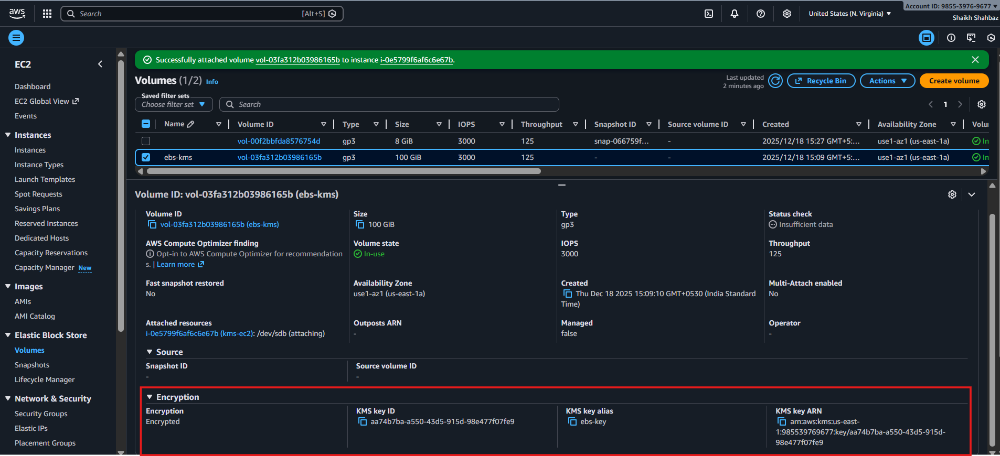 aws
Search
[Alt+S]
United States (N. Virginia)
Account ID: 9855-3976-9677
Shaikh Shahbaz
EC2
Dashboard
EC2 Global View
Events
Instances
Instances
Instance Types
Launch Templates
Spot Requests
Savings Plans
Reserved Instances
Dedicated Hosts
Capacity Reservations
Capacity Manager New
Images
AMIs
AMI Catalog
Elastic Block Store
Volumes
Snapshots
Lifecycle Manager
Network & Security
Security Groups
Elastic IPs
Placement Groups
Successfully attached volume vol-03fa312b03986165b to instance i-0e5799f6af6c6e67b.
Volumes (1/2) Info
Last updated
2 minutes ago
Recycle Bin
Actions
Create volume
Saved filter sets
Choose filter set
Search
1
Name Volume ID Type Size IOPS Throughput Snapshot ID Source volume ID Created Availability Zone Volu
vol-00f2bbfda8576754d gp3 8 GiB 3000 125 snap-066759f... - 2025/12/18 15:27 GMT+5:... use1-az1 (us-east-1a) In
ebs-kms vol-03fa312b03986165b gp3 100 GiB 3000 125 - - 2025/12/18 15:09 GMT+5:... use1-az1 (us-east-1a) In
Volume ID: vol-03fa312b03986165b (ebs-kms)
Volume ID
vol-03fa312b03986165b (ebs-kms)
Size
100 GiB
Type
gp3
Status check
Insufficient data
AWS Compute Optimizer finding
Opt-in to AWS Compute Optimizer for recommendation
s. | Learn more
Volume state
In-use
IOPS
3000
Throughput
125
Fast snapshot restored
No
Availability Zone
use1-az1 (us-east-1a)
Created
Thu Dec 18 2025 15:09:10 GMT+0530 (India Standard
Time)
Multi-Attach enabled
No
Attached resources
i-0e5799f6af6c6e67b (kms-ec2): /dev/sdb (attaching)
Outposts ARN
-
Managed
false
Operator
-
Source
Snapshot ID
-
Source volume ID
-
Encryption
Encryption
Encrypted
KMS key ID
aa74b7ba-a550-43d5-915d-98e477f07fe9
KMS key alias
ebs-key
KMS key ARN
arn:aws:kms:us-east-
1:985539769677:key/aa74b7ba-a550-43d5-915d-
98e477f07fe9